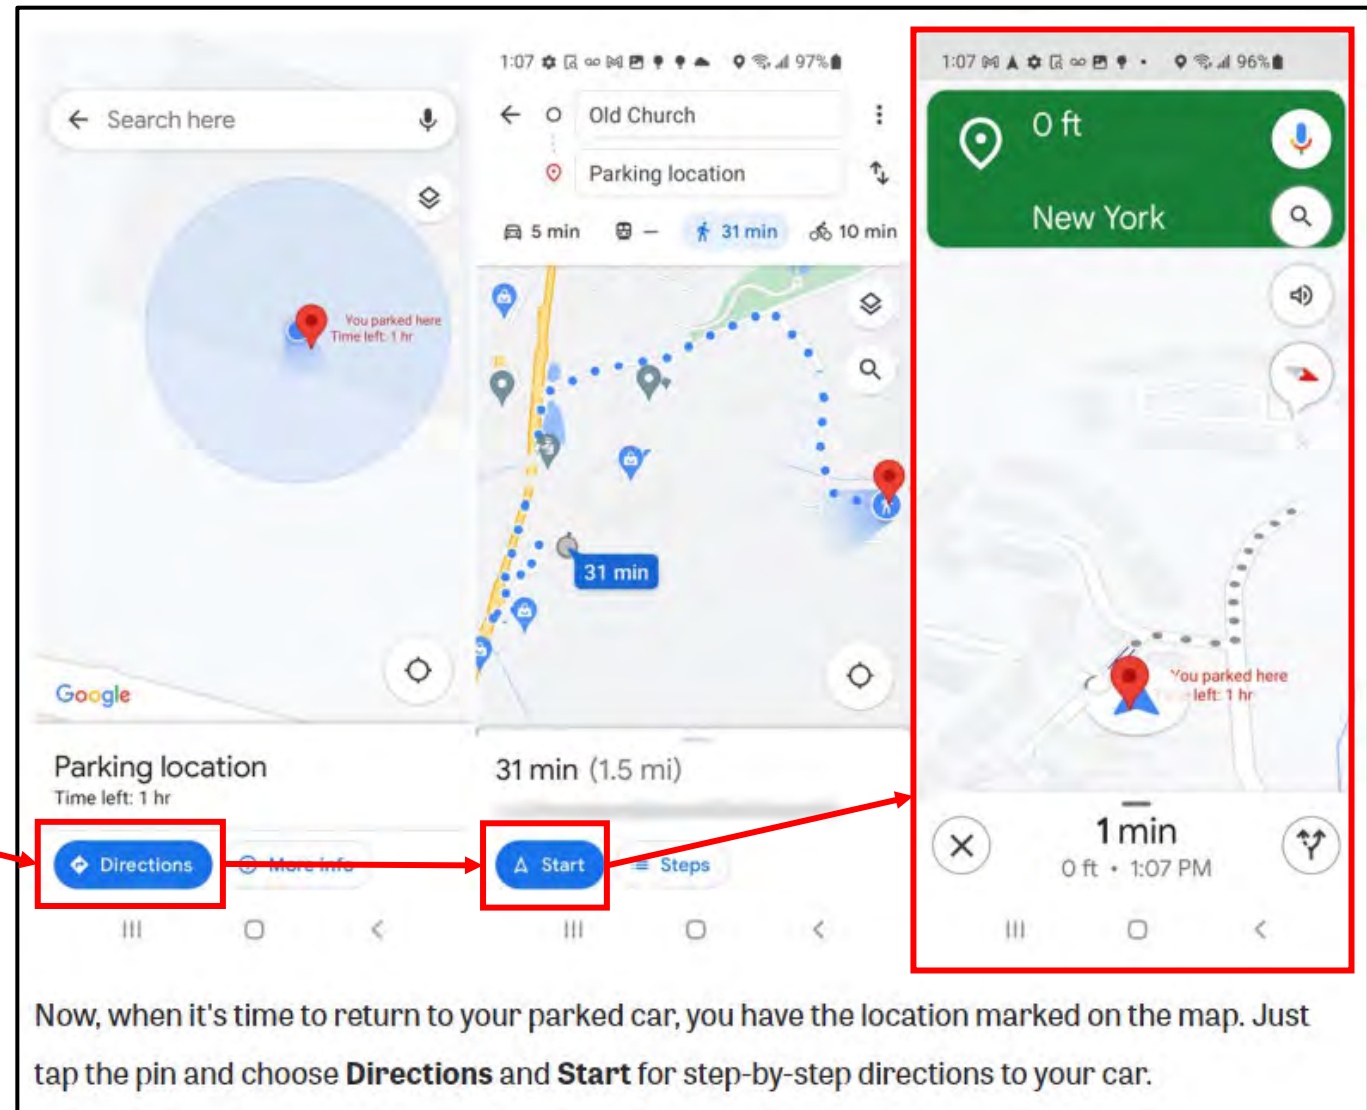 Search here
You parked here
Time left: 1 hr
Google
Parking location
Time left: 1 hr
Directions
More info
1:07 97%
Old Church
Parking location
5 min — 31 min 10 min
31 min
31 min (1.5 mi)
Start
Steps
1:07 96%
0 ft
New York
You parked here
left: 1 hr
1 min
0 ft • 1:07 PM
Now, when it's time to return to your parked car, you have the location marked on the map. Just
tap the pin and choose Directions and Start for step-by-step directions to your car.